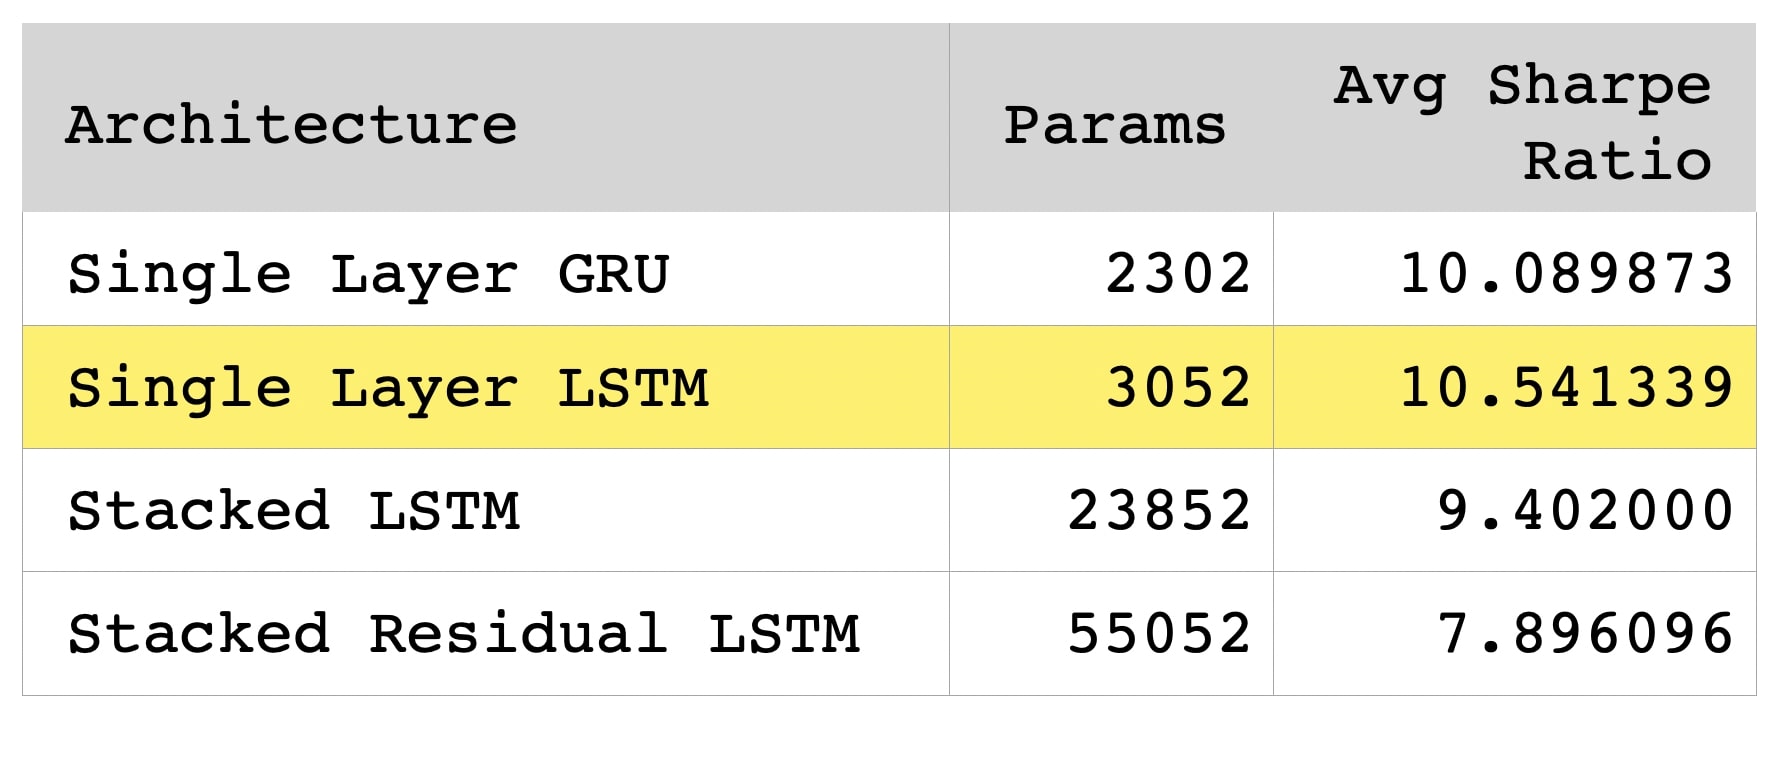 Architecture Params Avg Sharpe
Ratio
Single Layer GRU 2302 10.089873
Single Layer LSTM 3052 10.541339
Stacked LSTM 23852 9.402000
Stacked Residual LSTM 55052 7.896096